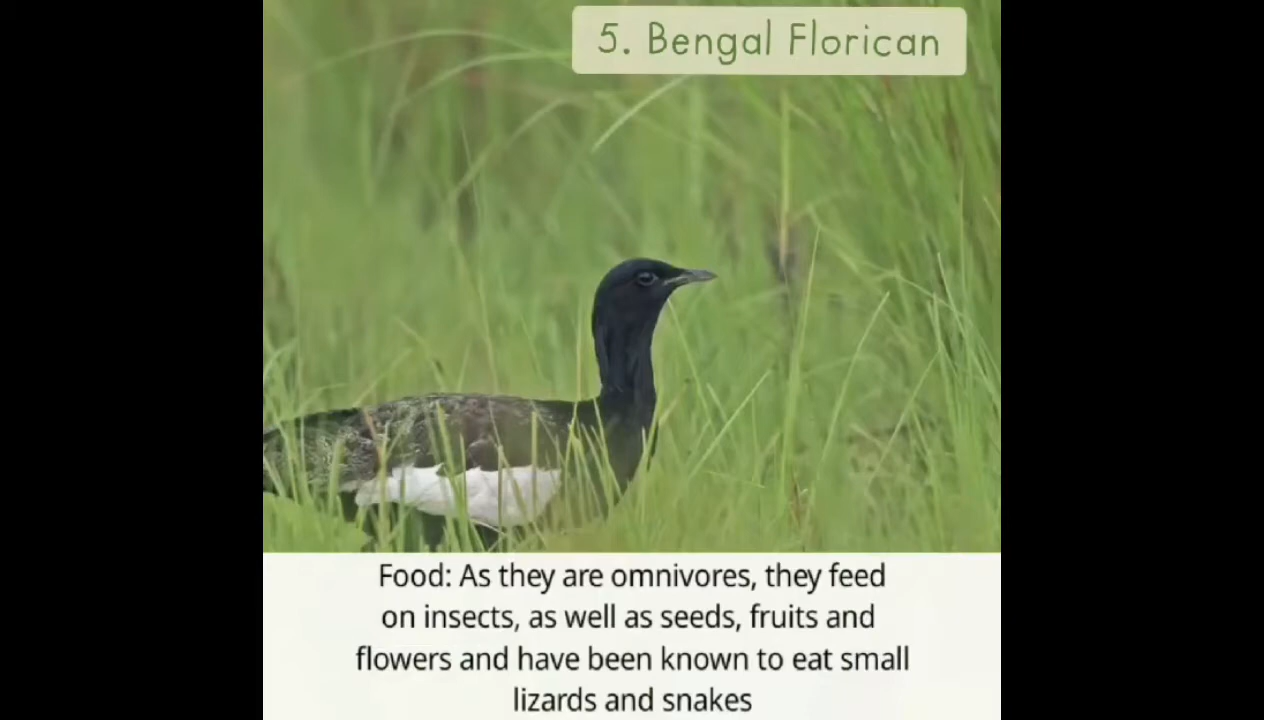 5. Bengal Florican
Food: As they are omnivores, they feed
on insects, as well as seeds, fruits and
flowers and have been known to eat small
lizards and snakes